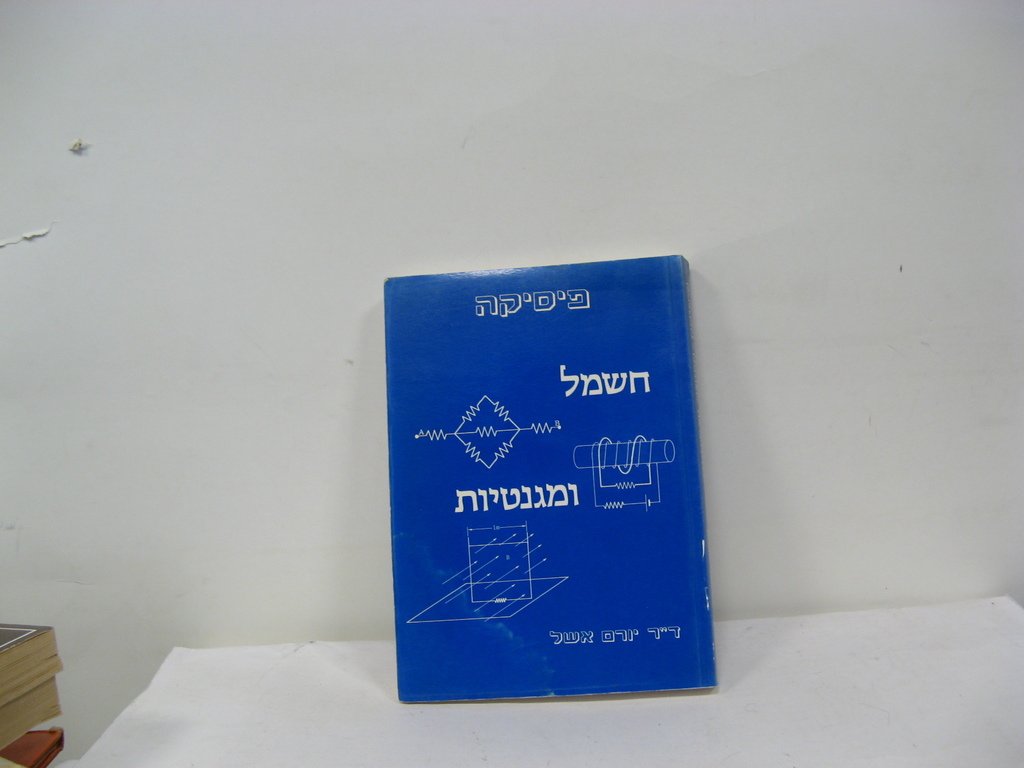 פיסיקה
חשמל
A
B
ומגנטיות
ד"ר יורם אשל